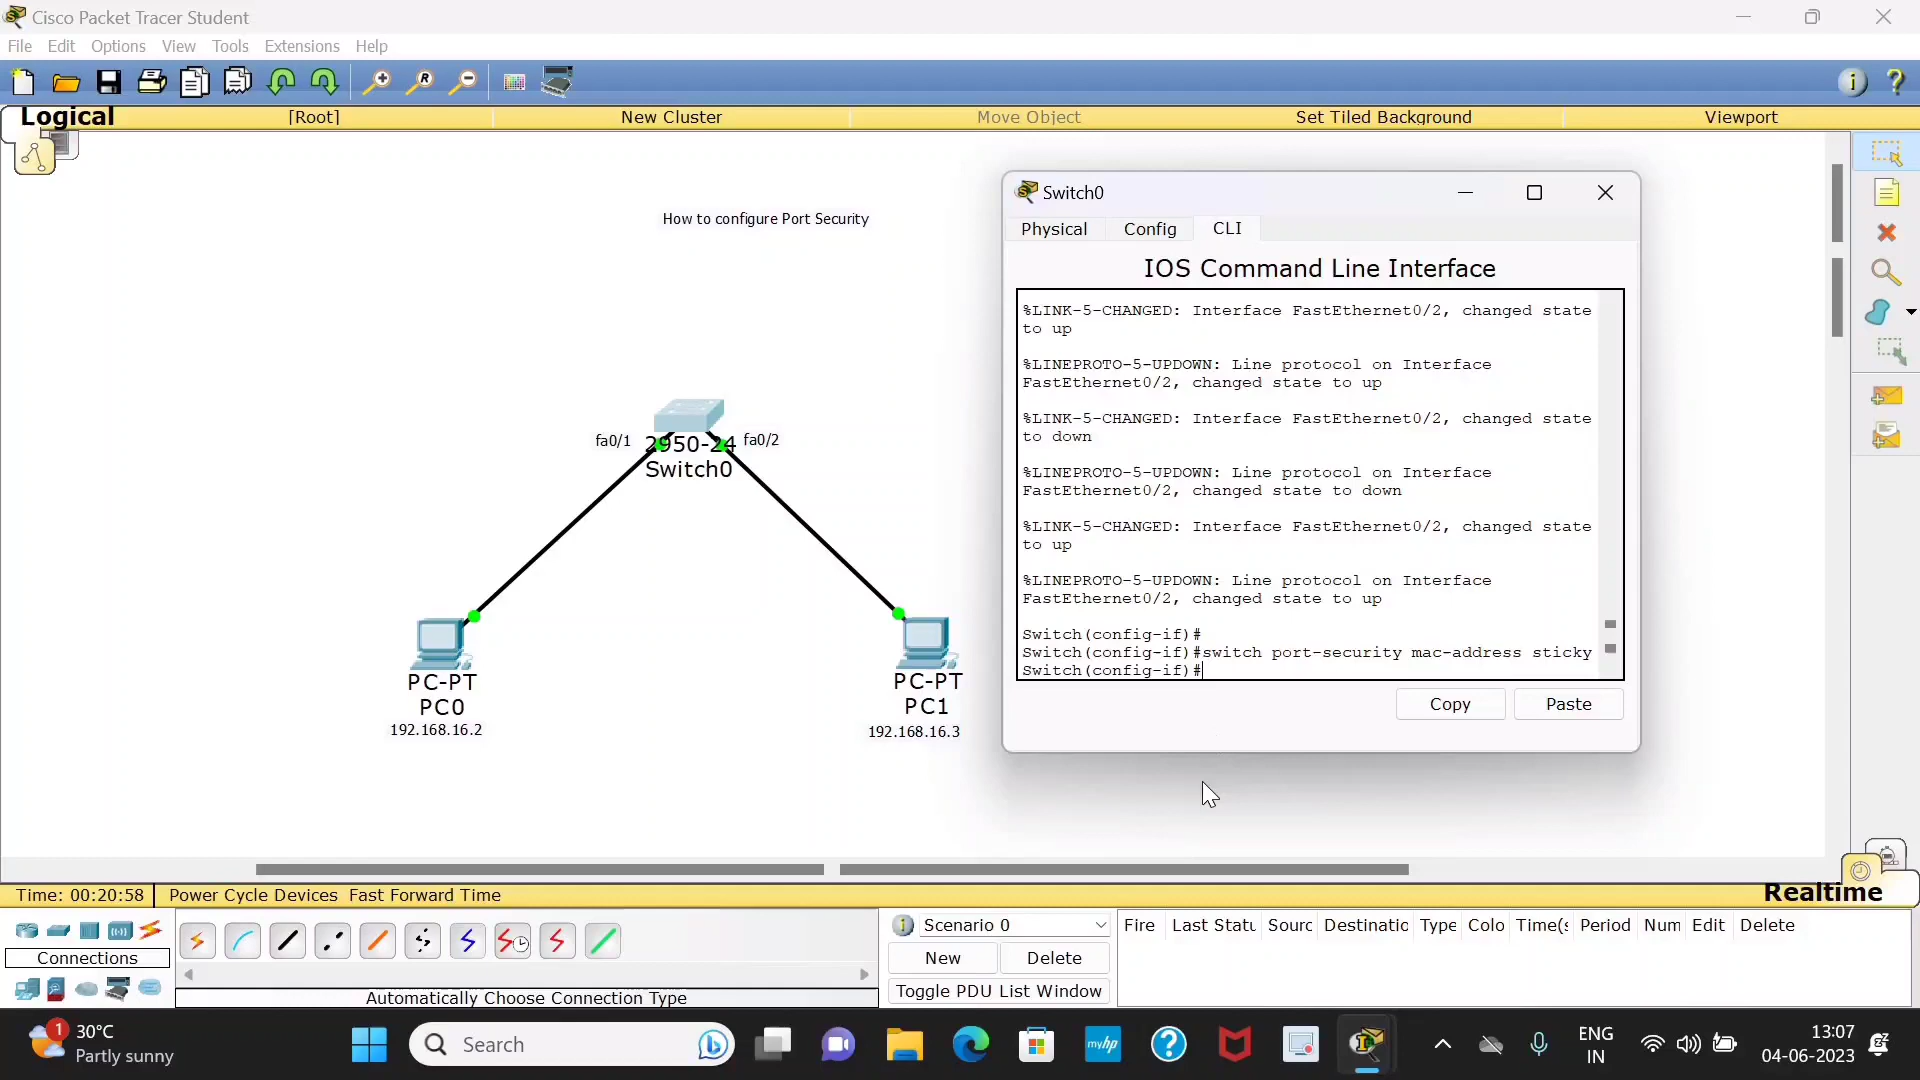 Cisco Packet Tracer Student
File Edit Options View Tools Extensions Help
Logical [Root] New Cluster Move Object Set Tiled Background Viewport
How to configure Port Security
Switch0
Physical Config CLI
IOS Command Line Interface
%LINK-5-CHANGED: Interface FastEthernet0/2, changed state
to up
%LINEPROTO-5-UPDOWN: Line protocol on Interface
FastEthernet0/2, changed state to up
%LINK-5-CHANGED: Interface FastEthernet0/2, changed state
to down
%LINEPROTO-5-UPDOWN: Line protocol on Interface
FastEthernet0/2, changed state to down
%LINK-5-CHANGED: Interface FastEthernet0/2, changed state
to up
%LINEPROTO-5-UPDOWN: Line protocol on Interface
FastEthernet0/2, changed state to up
Switch(config-if)#
Switch(config-if)#switch port-security mac-address sticky
Switch(config-if)#
Copy Paste
fa0/1 2950-24 fa0/2
Switch0
PC-PT
PC0
192.168.16.2
PC-PT
PC1
192.168.16.3
Time: 00:20:58 Power Cycle Devices Fast Forward Time Realtime
Connections
Automatically Choose Connection Type
Scenario 0
New Delete
Toggle PDU List Window
Fire Last Statu Sourc Destinatic Type Colo Time(s Period Num Edit Delete
1 30°C
Partly sunny
Search
myhp
ENG
IN
13:07
04-06-2023